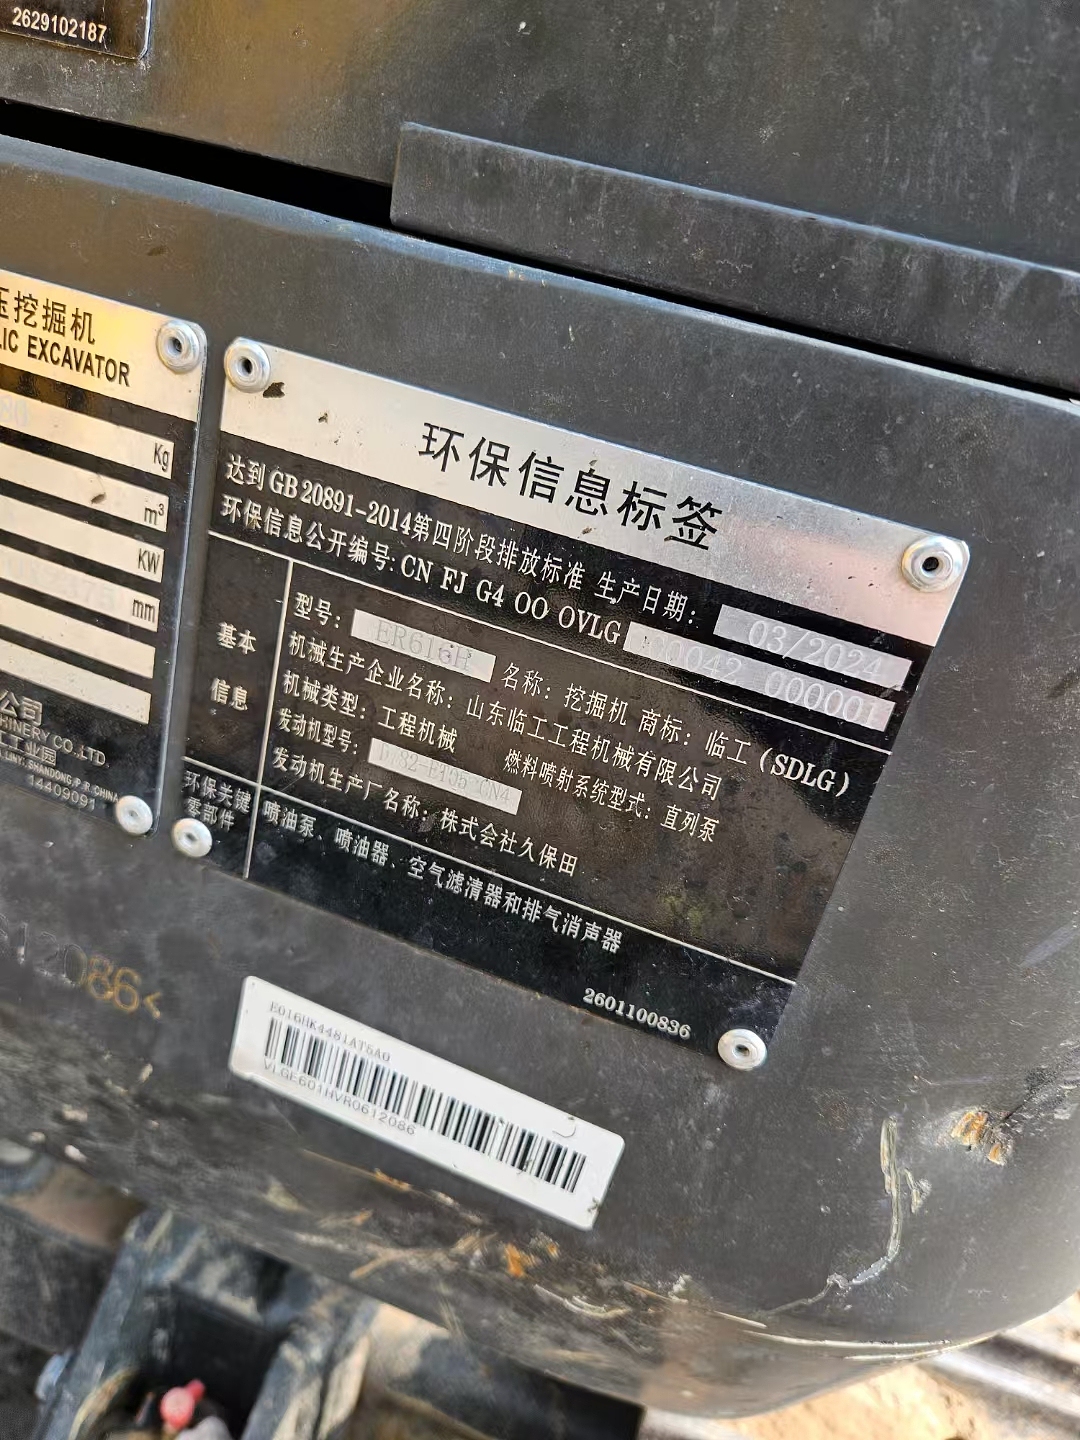 2629102187
压挖掘机
LIC EXCAVATOR
Kg
m³
KW
mm
公司
HINERY CO.,LTD
工业园
LINYI, SHANDONG, P.R. CHINA
14409091
环保信息标签
达到GB 20891-2014第四阶段排放标准 生产日期: 03/2024
环保信息公开编号: CN FJ G4 00 0VLG 000001
基本
信息
型号: ER616H 名称: 挖掘机 商标: 临工 (SDLG)
机械生产企业名称: 山东临工工程机械有限公司
机械类型: 工程机械 燃料喷射系统型式: 直列泵
发动机型号:
发动机生产厂名称: 株式会社久保田
环保关键
零部件
喷油泵、喷油器、空气滤清器和排气消声器
2601100836
612086<
E016HK4481AT5A0
VLGE601HVR0612086